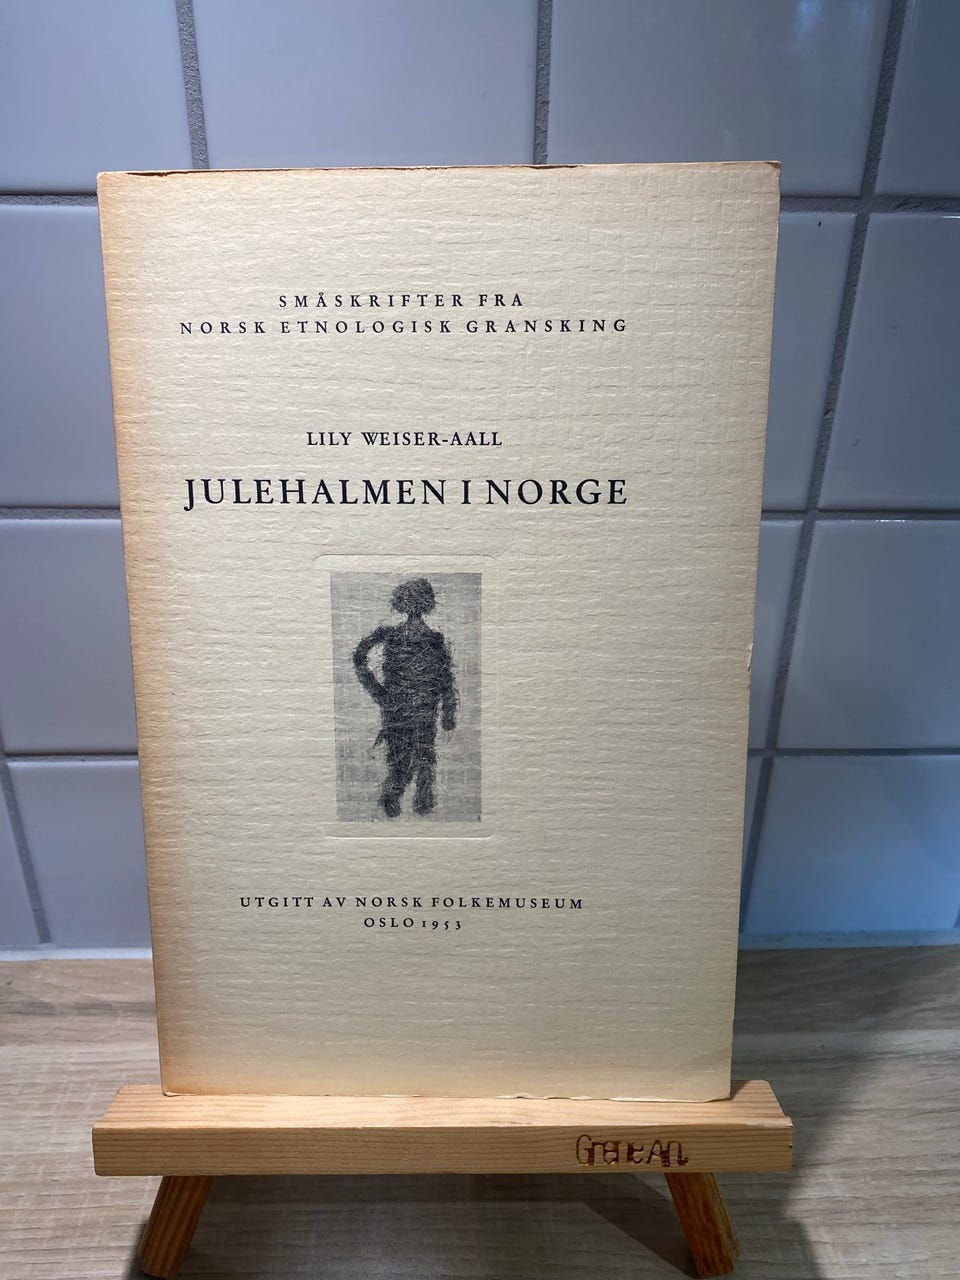 SMÅSKRIFTER FRA
NORSK ETNOLOGISK GRANSKING
LILY WEISER-AALL
JULEHALMEN I NORGE
UTGITT AV NORSK FOLKEMUSEUM
OSLO 1953